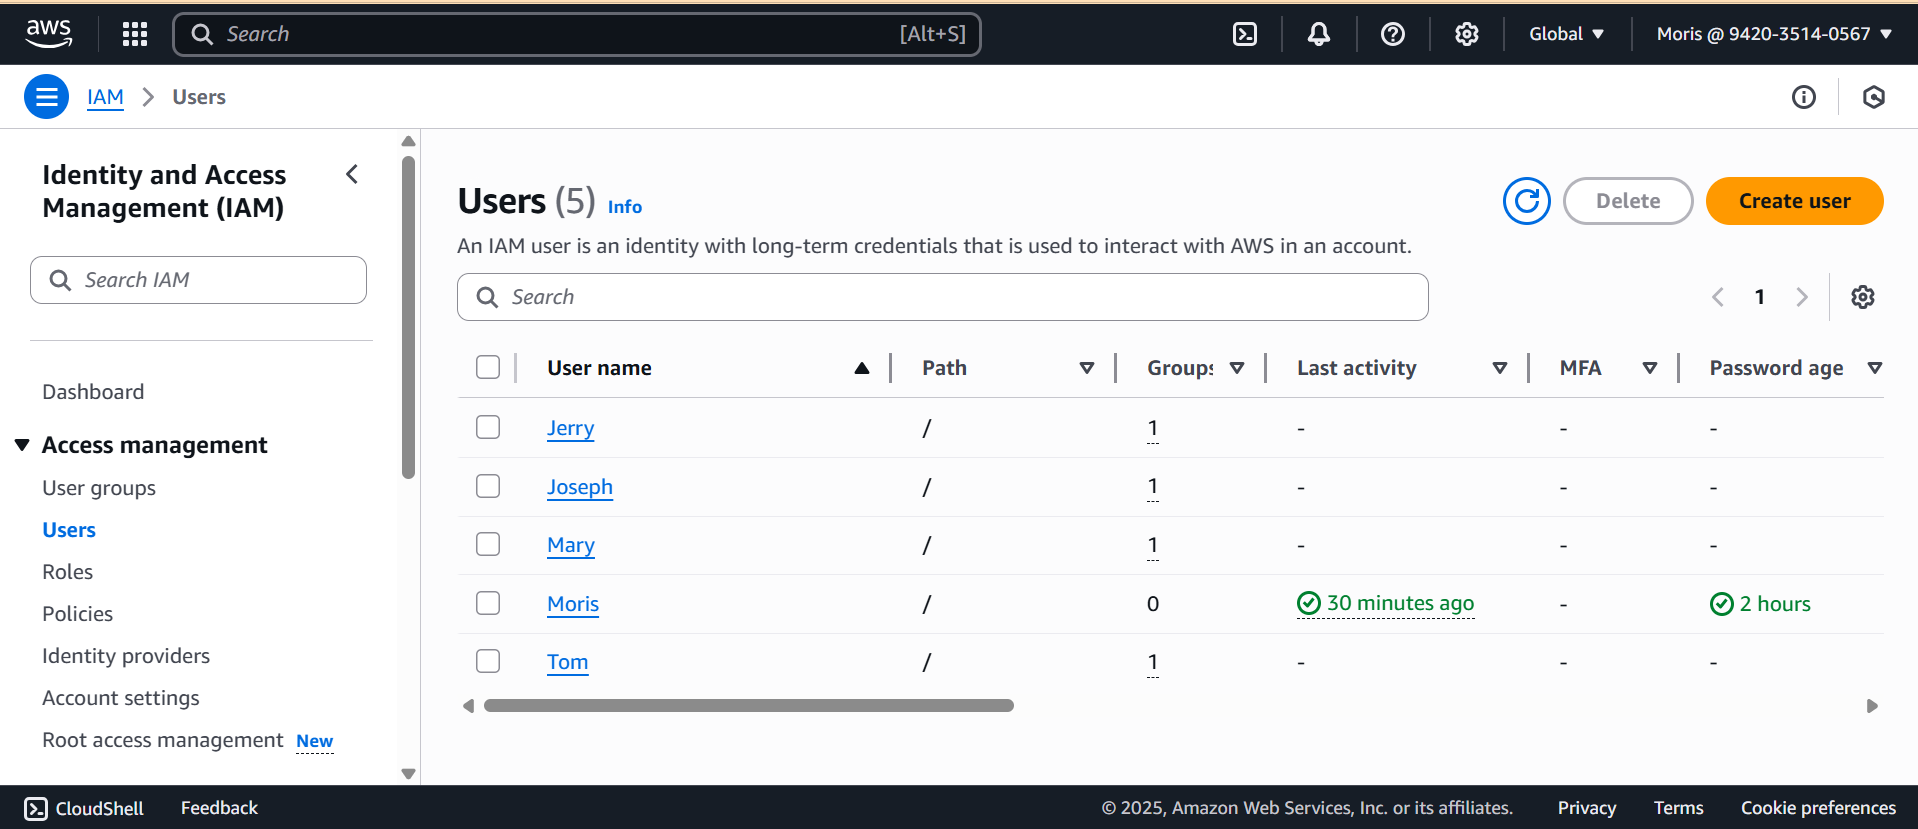 aws
Search [Alt+S]
Global
Moris @ 9420-3514-0567
IAM > Users
Identity and Access
Management (IAM)
Search IAM
Dashboard
Access management
User groups
Users
Roles
Policies
Identity providers
Account settings
Root access management New
Users (5) Info
Delete
Create user
An IAM user is an identity with long-term credentials that is used to interact with AWS in an account.
Search
1
User name Path Groups Last activity MFA Password age
Jerry / 1 - - -
Joseph / 1 - - -
Mary / 1 - - -
Moris / 0 30 minutes ago - 2 hours
Tom / 1 - - -
CloudShell Feedback © 2025, Amazon Web Services, Inc. or its affiliates. Privacy Terms Cookie preferences